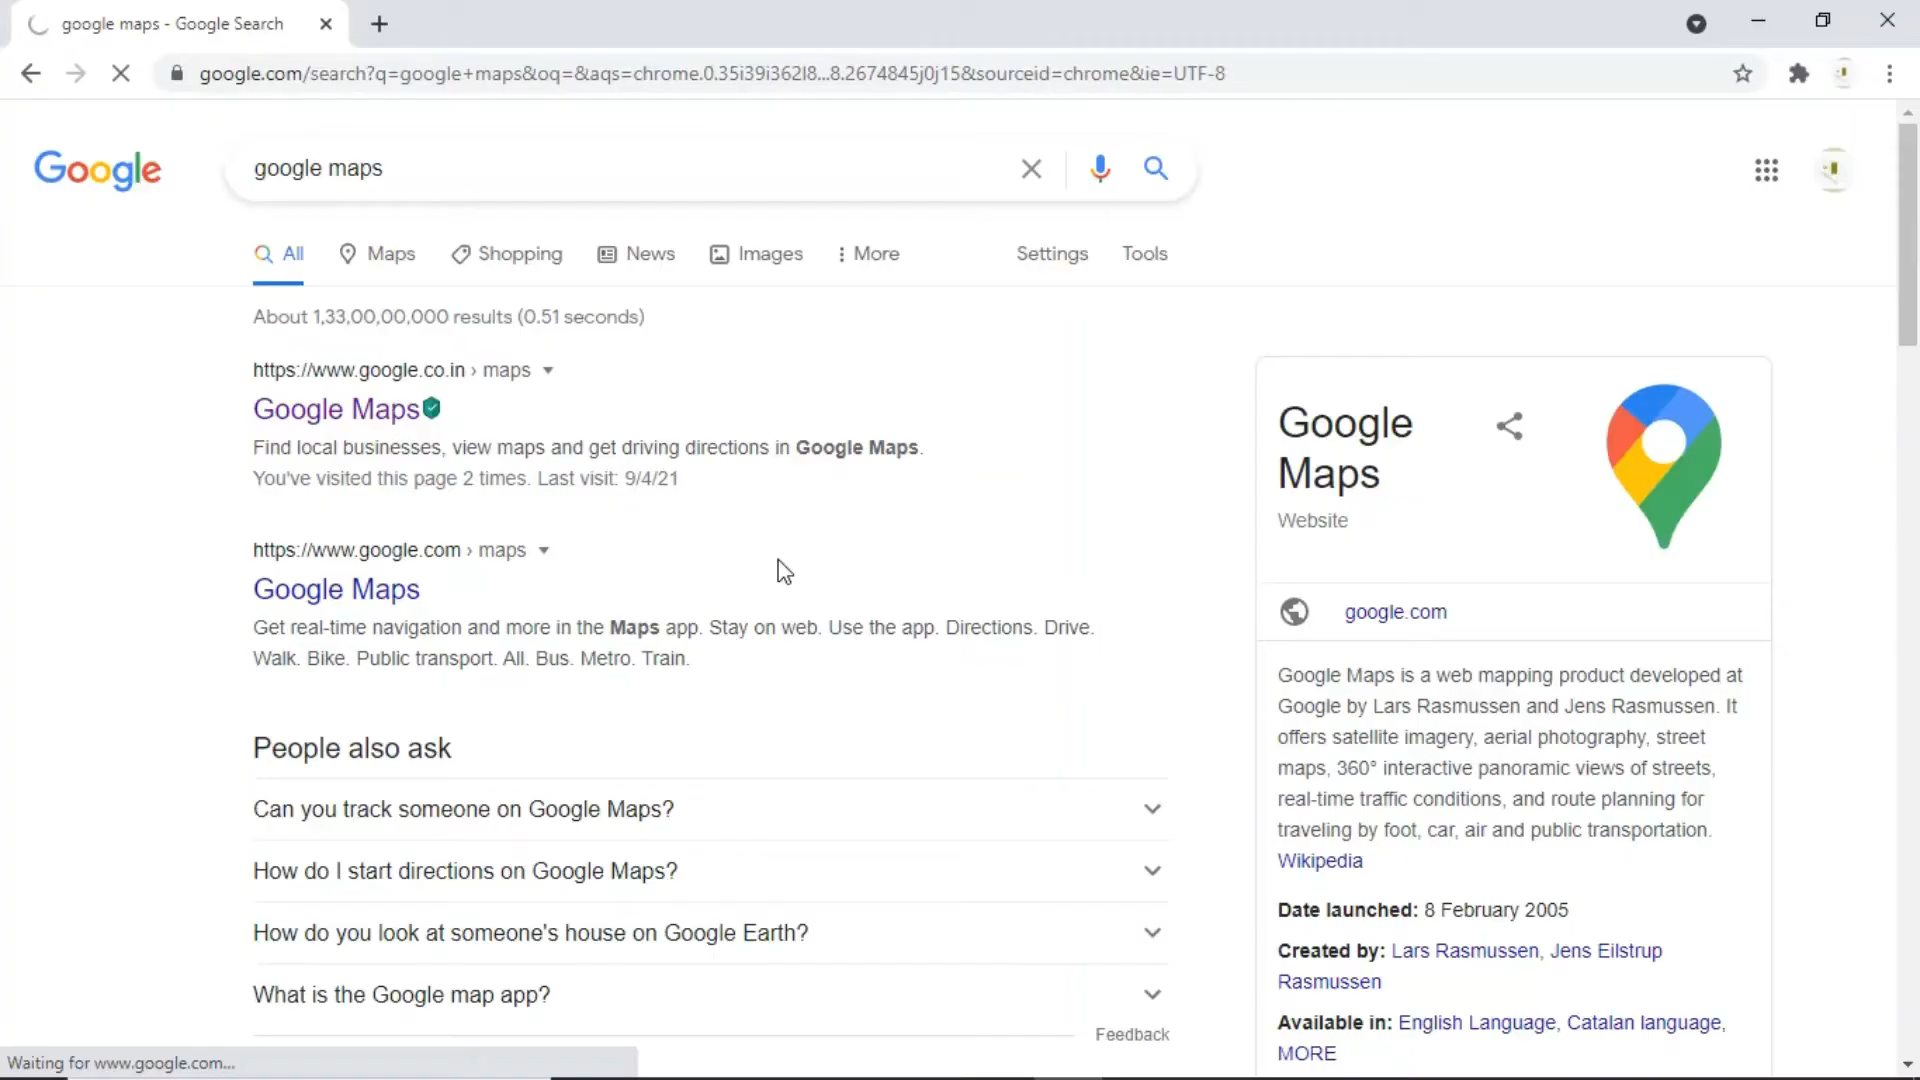 google maps - Google Search
google.com/search?q=google+maps&oq=&aqs=chrome.0.35i39i362l8...8.2674845j0j15&sourceid=chrome&ie=UTF-8
Google
google maps
All Maps Shopping News Images More Settings Tools
About 1,33,00,00,000 results (0.51 seconds)
https://www.google.co.in › maps
Google Maps
Find local businesses, view maps and get driving directions in Google Maps.
You've visited this page 2 times. Last visit: 9/4/21
https://www.google.com › maps
Google Maps
Get real-time navigation and more in the Maps app. Stay on web. Use the app. Directions. Drive.
Walk. Bike. Public transport. All. Bus. Metro. Train.
People also ask
Can you track someone on Google Maps?
How do I start directions on Google Maps?
How do you look at someone's house on Google Earth?
What is the Google map app?
Feedback
Google
Maps
Website
google.com
Google Maps is a web mapping product developed at
Google by Lars Rasmussen and Jens Rasmussen. It
offers satellite imagery, aerial photography, street
maps, 360° interactive panoramic views of streets,
real-time traffic conditions, and route planning for
traveling by foot, car, air and public transportation.
Wikipedia
Date launched: 8 February 2005
Created by: Lars Rasmussen, Jens Eilstrup
Rasmussen
Available in: English Language, Catalan language,
MORE
Waiting for www.google.com...